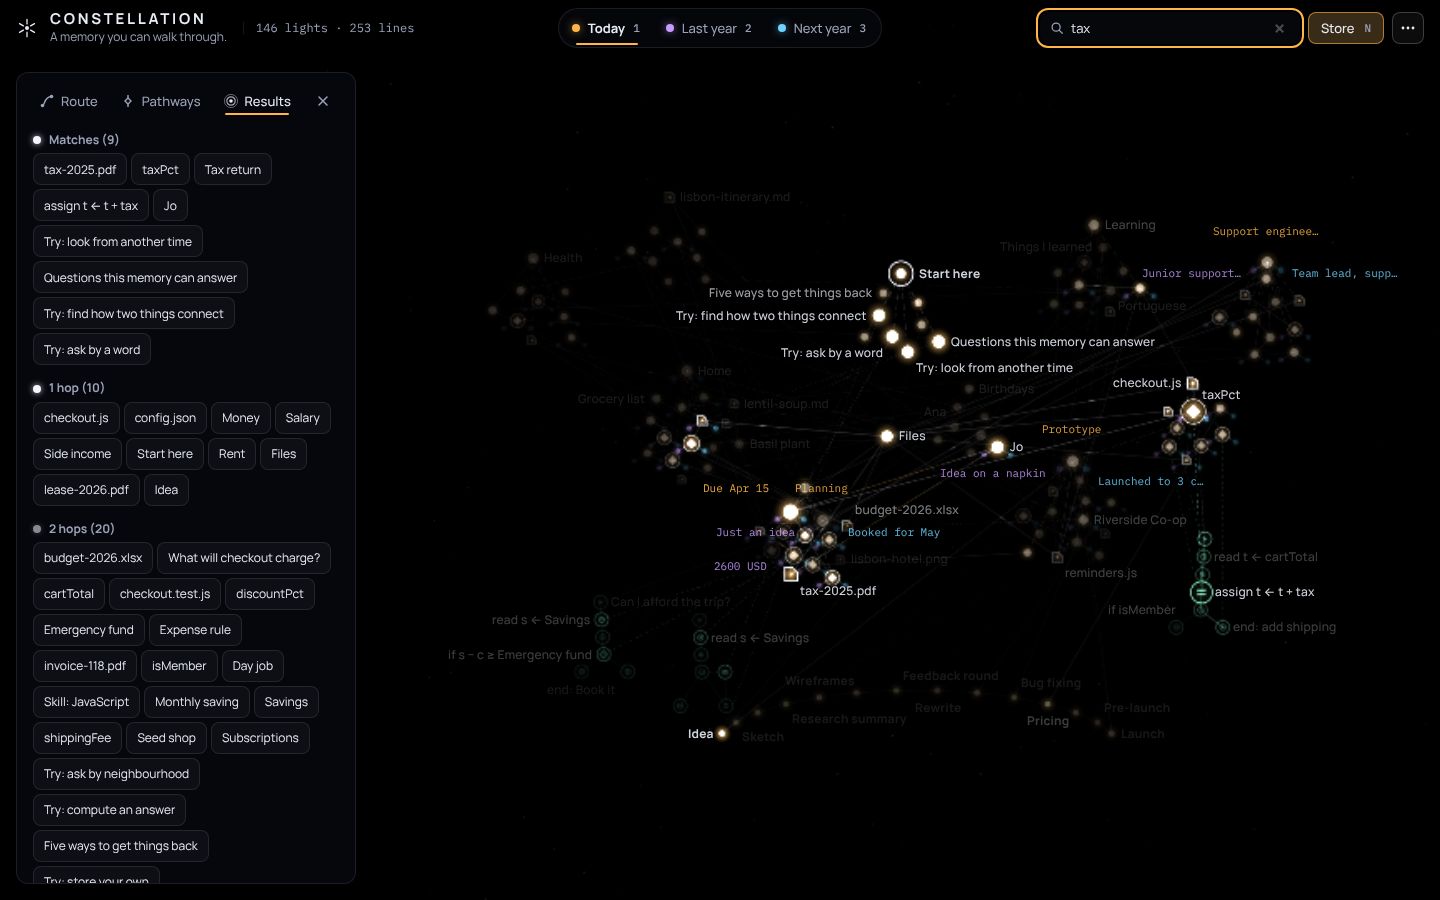 CONSTELLATION
A memory you can walk through.
146 lights · 253 lines
Today 1
Last year 2
Next year 3
tax
Store N
Route
Pathways
Results
Matches (9)
tax-2025.pdf
taxPct
Tax return
assign t ← t + tax
Jo
Try: look from another time
Questions this memory can answer
Try: find how two things connect
Try: ask by a word
1 hop (10)
checkout.js
config.json
Money
Salary
Side income
Start here
Rent
Files
lease-2026.pdf
Idea
2 hops (20)
budget-2026.xlsx
What will checkout charge?
cartTotal
checkout.test.js
discountPct
Emergency fund
Expense rule
invoice-118.pdf
isMember
Day job
Skill: JavaScript
Monthly saving
Savings
shippingFee
Seed shop
Subscriptions
Try: ask by neighbourhood
Try: compute an answer
Five ways to get things back
Try: store your own
lisbon-itinerary.md
Learning
Support enginee…
Things I learned
Health
Start here
Junior support…
Team lead, supp…
Five ways to get things back
Portuguese
Try: find how two things connect
Questions this memory can answer
Try: ask by a word
Try: look from another time
Home
checkout.js
Birthdays
taxPct
Grocery list
lentil-soup.md
Ana
Prototype
Files
Basil plant
Jo
Idea on a napkin
Launched to 3 c…
Due Apr 15
Planning
budget-2026.xlsx
Riverside Co-op
Just an idea
Booked for May
lisbon-hotel.png
read t ← cartTotal
2600 USD
reminders.js
tax-2025.pdf
assign t ← t + tax
Can I afford the trip?
if isMember
read s ← Savings
end: add shipping
read s ← Savings
if s − c ≥ Emergency fund
end: Book it
Wireframes
Feedback round
Bug fixing
Research summary
Rewrite
Pricing
Pre-launch
Idea
Sketch
Launch